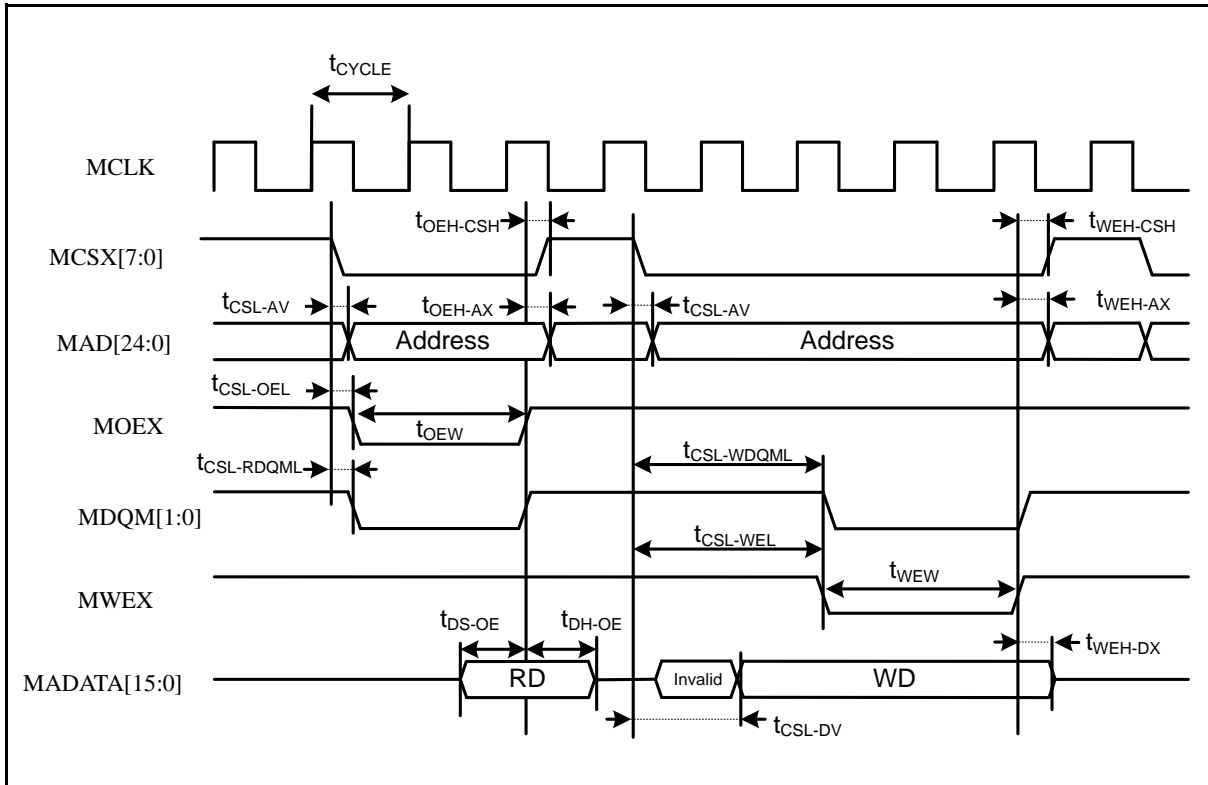 tCYCLE
MCLK
tOEH-CSH
tWEH-CSH
MCSX[7:0]
tCSL-AV
tOEH-AX
tCSL-AV
tWEH-AX
MAD[24:0]
Address
Address
tCSL-OEL
MOEX
tOEW
tCSL-RDQML
tCSL-WDQML
MDQM[1:0]
tCSL-WEL
tWEW
MWEX
tDS-OE
tDH-OE
tWEH-DX
MADATA[15:0]
RD
Invalid
WD
tCSL-DV